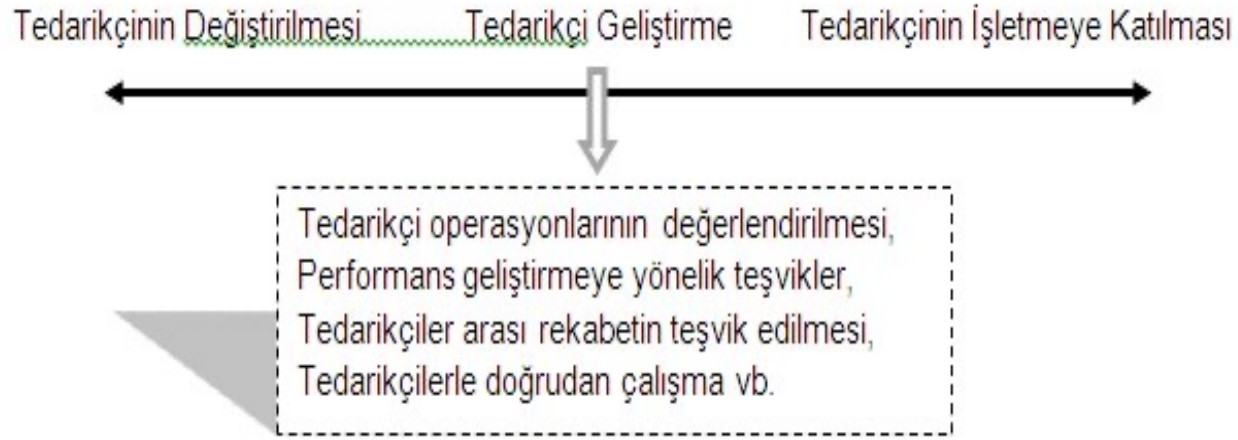 Tedarikçinin Değiştirilmesi Tedarikçi Geliştirme Tedarikçinin İşletmeye Katılması
Tedarikçi operasyonlarının değerlendirilmesi,
Performans geliştirmeye yönelik teşvikler,
Tedarikçiler arası rekabetin teşvik edilmesi,
Tedarikçilerle doğrudan çalışma vb.